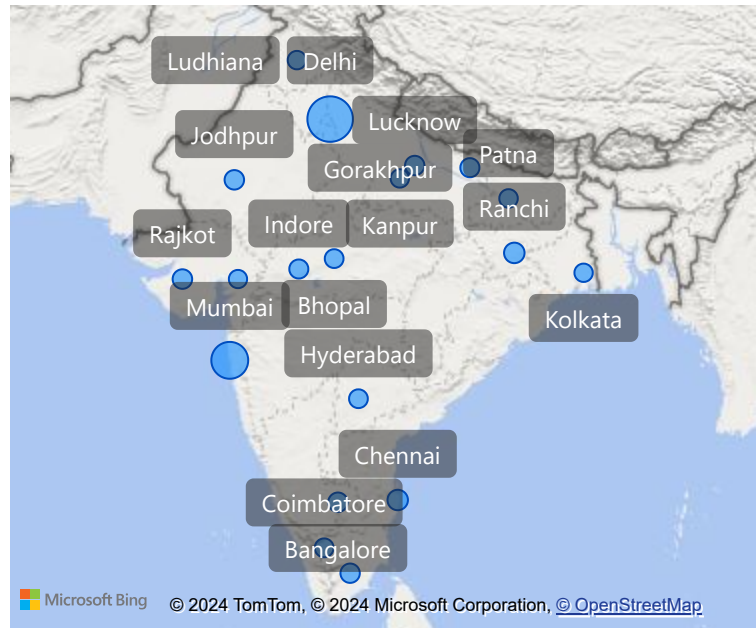 Ludhiana
Delhi
Jodhpur
Lucknow
Gorakhpur
Patna
Rajkot
Indore
Kanpur
Ranchi
Mumbai
Bhopal
Kolkata
Hyderabad
Chennai
Coimbatore
Bangalore
Microsoft Bing
© 2024 TomTom, © 2024 Microsoft Corporation, © OpenStreetMap